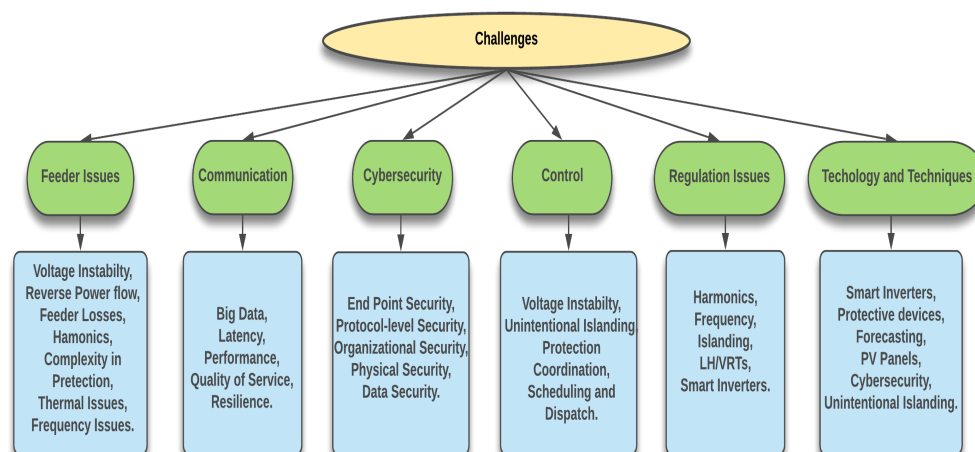 Challenges
Feeder Issues
Communication
Cybersecurity
Control
Regulation Issues
Techology and Techniques
Voltage Instabilty,
Reverse Power flow,
Feeder Losses,
Hamonics,
Complexity in
Protection,
Thermal Issues,
Frequency Issues.
Big Data,
Latency,
Performance,
Quality of Service,
Resilience.
End Point Security,
Protocol-level Security,
Organizational Security,
Physical Security,
Data Security.
Voltage Instabilty,
Unintentional Islanding,
Protection
Coordination,
Scheduling and
Dispatch.
Harmonics,
Frequency,
Islanding,
LH/VRTs,
Smart Inverters.
Smart Inverters,
Protective devices,
Forecasting,
PV Panels,
Cybersecurity,
Unintentional Islanding.